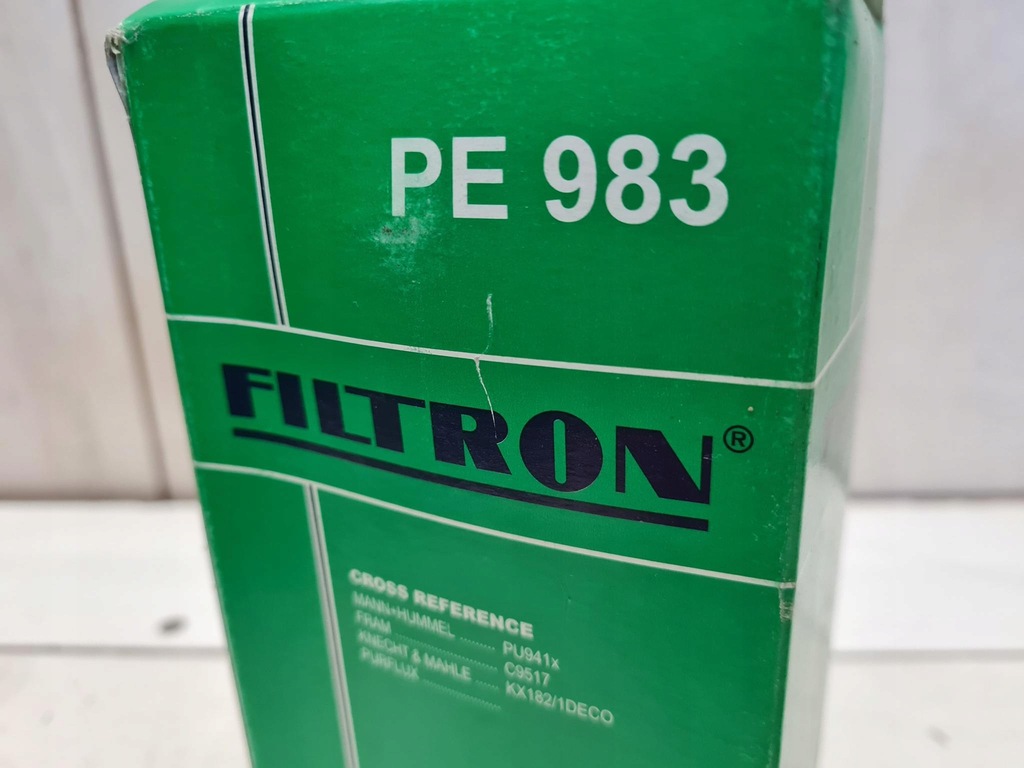 PE 983
FILTRON®
CROSS REFERENCE
MANN+HUMMEL ........ PU941x
FRAM ........................ C9517
KNECHT & MAHLE ...... KX182/1DECO
PURFLUX ....................